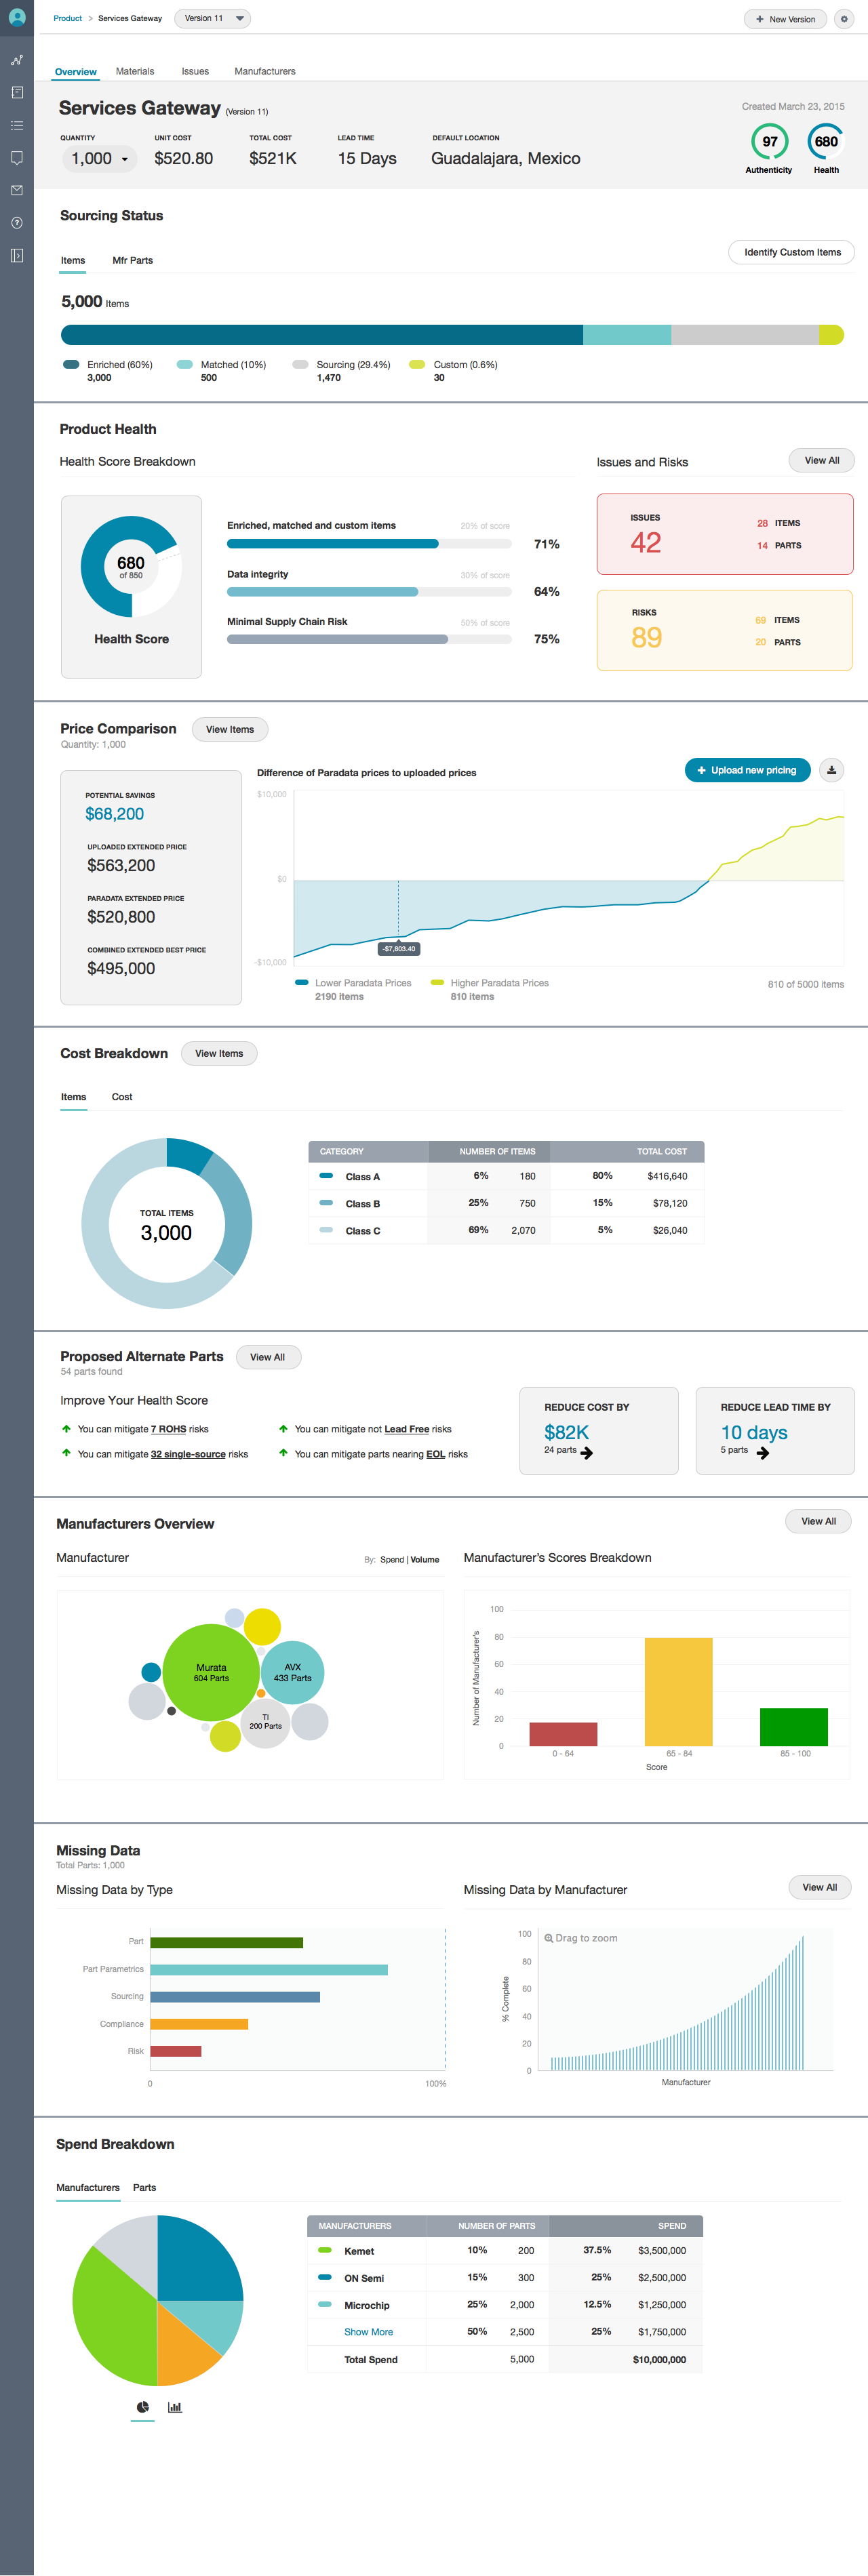 Product > Services Gateway Version 11
+ New Version
Overview Materials Issues Manufacturers
Services Gateway (Version 11)
Created March 23, 2015
QUANTITY UNIT COST TOTAL COST LEAD TIME DEFAULT LOCATION
1,000 $520.80 $521K 15 Days Guadalajara, Mexico
97 680
Authenticity Health
Sourcing Status
Items Mfr Parts
Identify Custom Items
5,000 Items
Enriched (60%) Matched (10%) Sourcing (29.4%) Custom (0.6%)
3,000 500 1,470 30
Product Health
Health Score Breakdown
680
of 850
Health Score
Enriched, matched and custom items 20% of score
71%
Data integrity 30% of score
64%
Minimal Supply Chain Risk 50% of score
75%
Issues and Risks View All
ISSUES
42
28 ITEMS
14 PARTS
RISKS
89
69 ITEMS
20 PARTS
Price Comparison View Items
Quantity: 1,000
POTENTIAL SAVINGS
$68,200
UPLOADED EXTENDED PRICE
$563,200
PARADATA EXTENDED PRICE
$520,800
COMBINED EXTENDED BEST PRICE
$495,000
Difference of Paradata prices to uploaded prices
+ Upload new pricing
$10,000
$0
-$10,000
-$7,803.40
Lower Paradata Prices Higher Paradata Prices
2190 items 810 items
810 of 5000 items
Cost Breakdown View Items
Items Cost
TOTAL ITEMS
3,000
CATEGORY NUMBER OF ITEMS TOTAL COST
Class A 6% 180 80% $416,640
Class B 25% 750 15% $78,120
Class C 69% 2,070 5% $26,040
Proposed Alternate Parts View All
54 parts found
Improve Your Health Score
You can mitigate 7 ROHS risks
You can mitigate not Lead Free risks
You can mitigate 32 single-source risks
You can mitigate parts nearing EOL risks
REDUCE COST BY
$82K
24 parts
REDUCE LEAD TIME BY
10 days
5 parts
Manufacturers Overview
View All
Manufacturer By: Spend | Volume
Murata
604 Parts
AVX
433 Parts
TI
200 Parts
Manufacturer's Scores Breakdown
Number of Manufacturer's
100
80
60
40
20
0
0 - 64 65 - 84 85 - 100
Score
Missing Data
Total Parts: 1,000
Missing Data by Type
Part
Part Parametrics
Sourcing
Compliance
Risk
0 100%
Missing Data by Manufacturer View All
Drag to zoom
% Complete
100
80
60
40
20
0
Manufacturer
Spend Breakdown
Manufacturers Parts
MANUFACTURERS NUMBER OF PARTS SPEND
Kemet 10% 200 37.5% $3,500,000
ON Semi 15% 300 25% $2,500,000
Microchip 25% 2,000 12.5% $1,250,000
Show More 50% 2,500 25% $1,750,000
Total Spend 5,000 $10,000,000